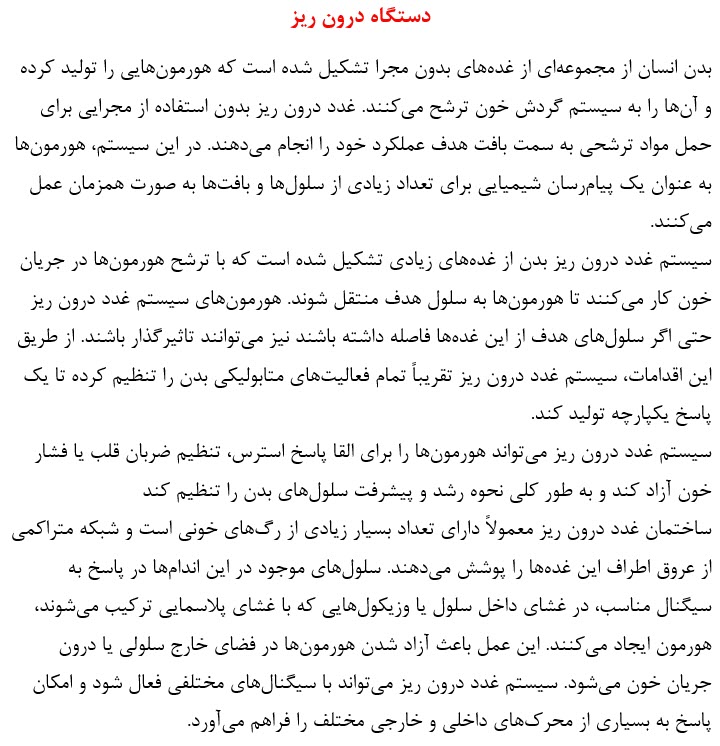 دستگاه درون ریز
بدن انسان از مجموعه‌ای از غده‌های بدون مجرا تشکیل شده است که هورمون‌هایی را تولید کرده
و آن‌ها را به سیستم گردش خون ترشح می‌کنند. غدد درون ریز بدون استفاده از مجرایی برای
حمل مواد ترشحی به سمت بافت هدف عملکرد خود را انجام می‌دهند. در این سیستم، هورمون‌ها
به عنوان یک پیام‌رسان شیمیایی برای تعداد زیادی از سلول‌ها و بافت‌ها به صورت همزمان عمل
می‌کنند.
سیستم غدد درون ریز بدن از غده‌های زیادی تشکیل شده است که با ترشح هورمون‌ها در جریان
خون کار می‌کنند تا هورمون‌ها به سلول هدف منتقل شوند. هورمون‌های سیستم غدد درون ریز
حتی اگر سلول‌های هدف از این غده‌ها فاصله داشته باشند نیز می‌توانند تاثیرگذار باشند. از طریق
این اقدامات، سیستم غدد درون ریز تقریباً تمام فعالیت‌های متابولیکی بدن را تنظیم کرده تا یک
پاسخ یکپارچه تولید کند.
سیستم غدد درون ریز می‌تواند هورمون‌ها را برای القا پاسخ استرس، تنظیم ضربان قلب یا فشار
خون آزاد کند و به طور کلی نحوه رشد و پیشرفت سلول‌های بدن را تنظیم کند
ساختمان غدد درون ریز معمولاً دارای تعداد بسیار زیادی از رگ‌های خونی است و شبکه متراکمی
از عروق اطراف این غده‌ها را پوشش می‌دهند. سلول‌های موجود در این اندام‌ها در پاسخ به
سیگنال مناسب، در غشای داخل سلول یا وزیکول‌هایی که با غشای پلاسمایی ترکیب می‌شوند،
هورمون ایجاد می‌کنند. این عمل باعث آزاد شدن هورمون‌ها در فضای خارج سلولی یا درون
جریان خون می‌شود. سیستم غدد درون ریز می‌تواند با سیگنال‌های مختلفی فعال شود و امکان
پاسخ به بسیاری از محرک‌های داخلی و خارجی مختلف را فراهم می‌آورد.